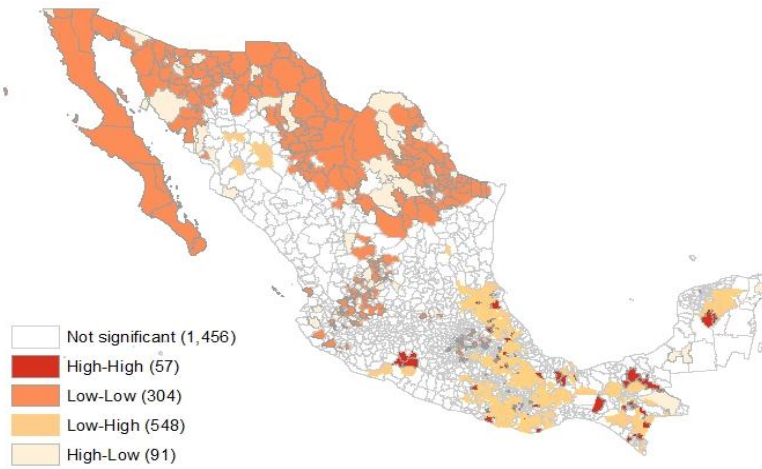 Not significant (1,456)
High-High (57)
Low-Low (304)
Low-High (548)
High-Low (91)